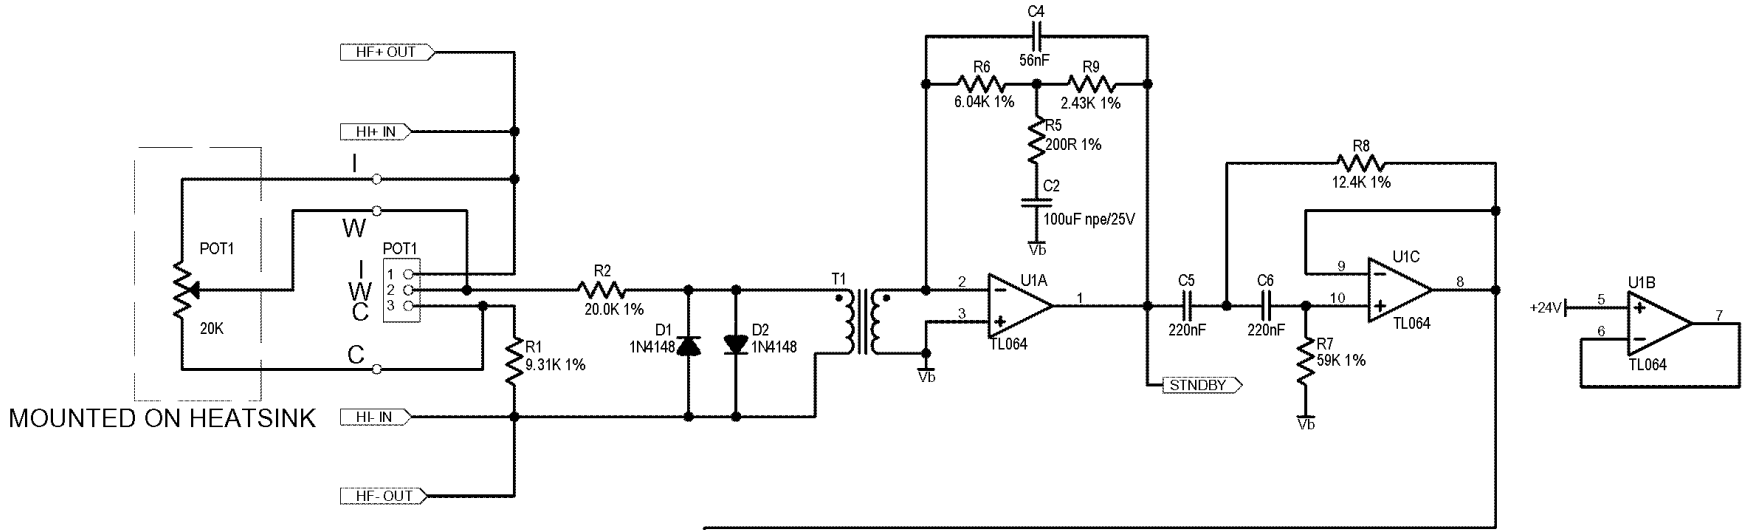 C4
56nF
HF+ OUT
R6
R9
6.04K 1%
2.43K 1%
HI+ IN
R5
200R 1%
R8
12.4K 1%
I
C2
100uF npe/25V
W
Vb
POT1
POT1
I
1
9
U1C
8
R2
T1
2
U1A
C5
C6
U1B
W
2
20K
C
3
20.0K 1%
1
10
+24V
5
7
3
220nF
220nF
TL064
6
D1
1N4148
D2
1N4148
TL064
R7
59K 1%
TL064
C
R1
9.31K 1%
Vb
STNDBY
MOUNTED ON HEATSINK
HI- IN
Vb
HF- OUT